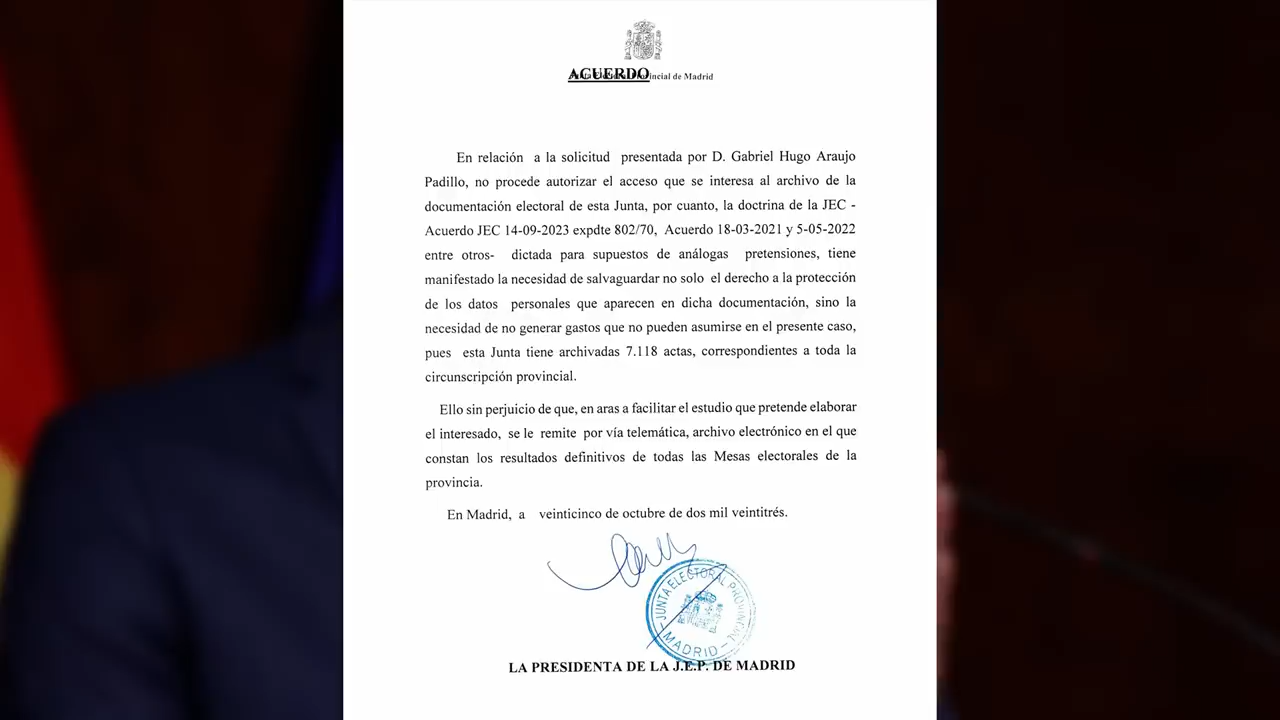 ACUERDO
Junta Electoral Provincial de Madrid
En relación a la solicitud presentada por D. Gabriel Hugo Araujo
Padillo, no procede autorizar el acceso que se interesa al archivo de la
documentación electoral de esta Junta, por cuanto, la doctrina de la JEC -
Acuerdo JEC 14-09-2023 expdte 802/70, Acuerdo 18-03-2021 y 5-05-2022
entre otros- dictada para supuestos de análogas pretensiones, tiene
manifestado la necesidad de salvaguardar no solo el derecho a la protección
de los datos personales que aparecen en dicha documentación, sino la
necesidad de no generar gastos que no pueden asumirse en el presente caso,
pues esta Junta tiene archivadas 7.118 actas, correspondientes a toda la
circunscripción provincial.
Ello sin perjuicio de que, en aras a facilitar el estudio que pretende elaborar
el interesado, se le remite por vía telemática, archivo electrónico en el que
constan los resultados definitivos de todas las Mesas electorales de la
provincia.
En Madrid, a veinticinco de octubre de dos mil veintitrés.
JUNTA ELECTORAL PROVINCIAL
- MADRID -
LA PRESIDENTA DE LA J.E.P. DE MADRID